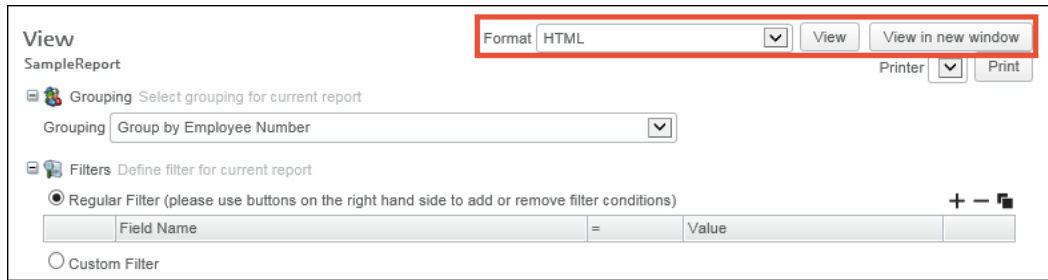 View
Format HTML View View in new window
SampleReport
Printer Print
Grouping Select grouping for current report
Grouping Group by Employee Number
Filters Define filter for current report
Regular Filter (please use buttons on the right hand side to add or remove filter conditions)
Field Name = Value
Custom Filter